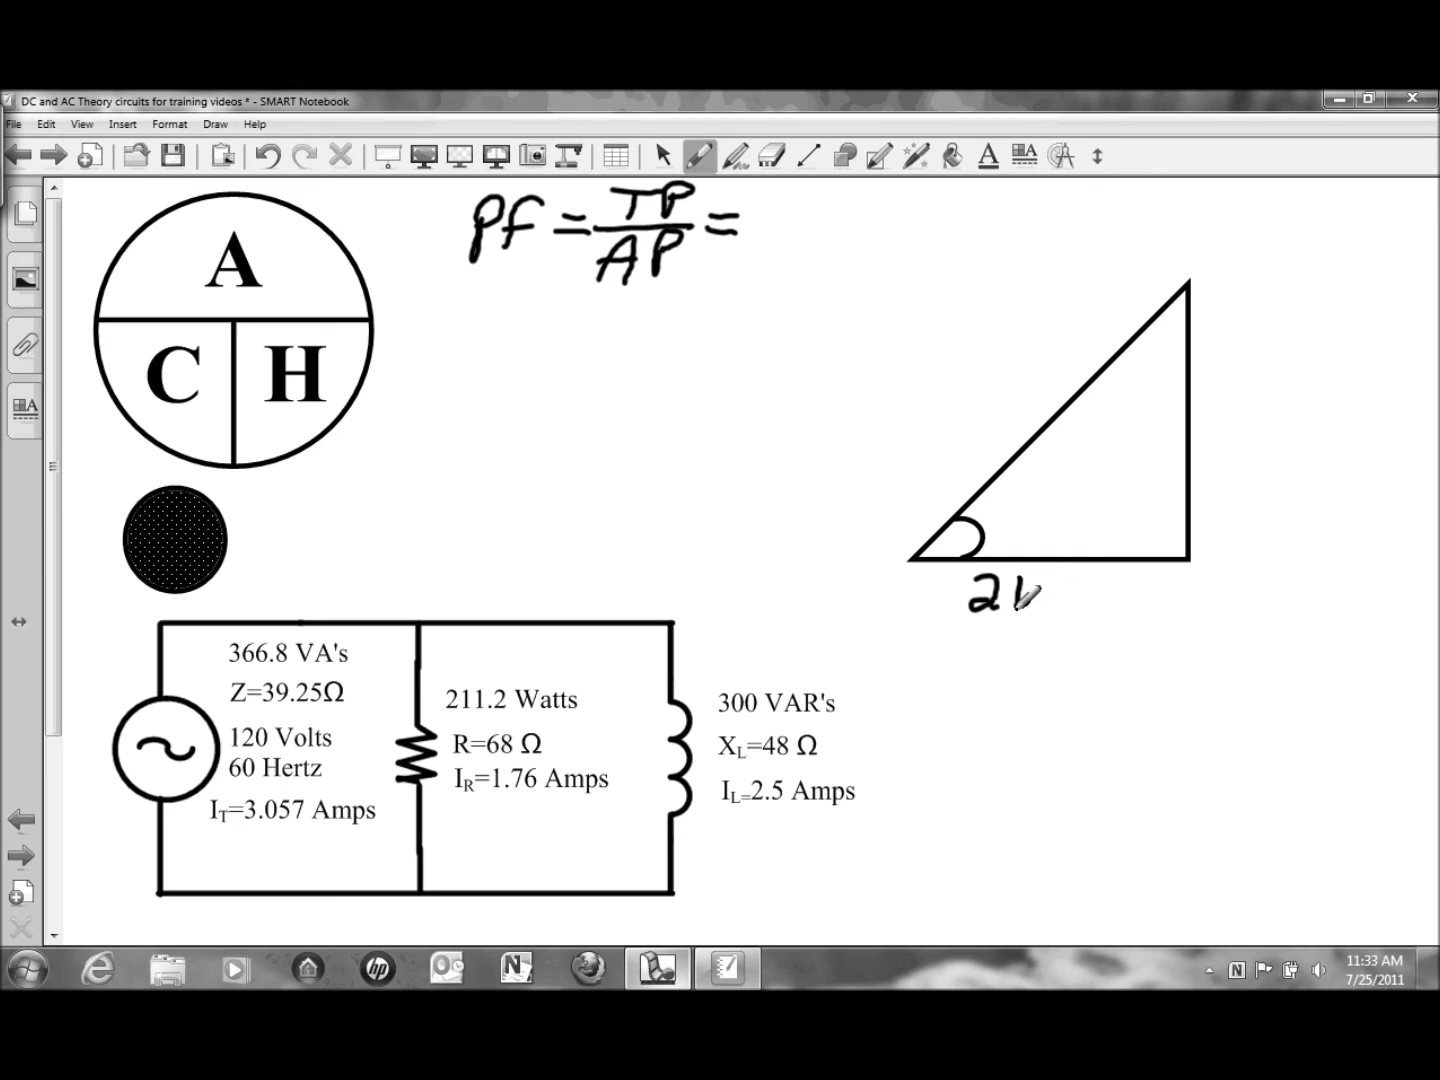 DC and AC Theory circuits for training videos * - SMART Notebook
File Edit View Insert Format Draw Help
A
C H
PF = TP =
AP
21
366.8 VA's
Z=39.25Ω
120 Volts
60 Hertz
IT=3.057 Amps
211.2 Watts
R=68 Ω
IR=1.76 Amps
300 VAR's
XL=48 Ω
IL=2.5 Amps
11:33 AM
7/25/2011